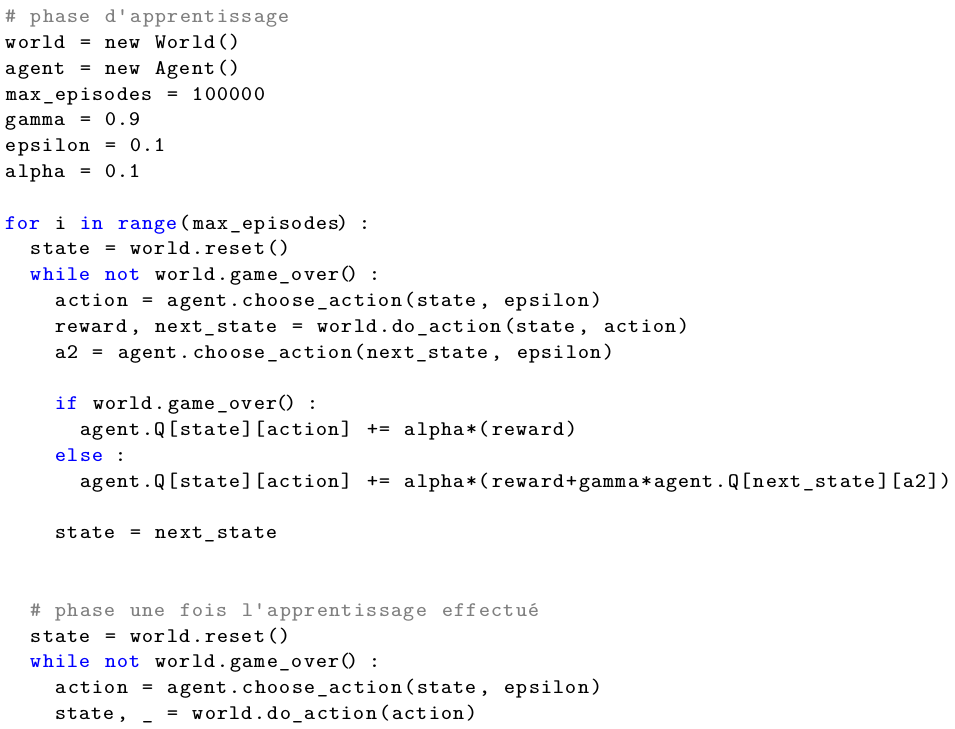 # phase d'apprentissage
world = new World()
agent = new Agent()
max_episodes = 100000
gamma = 0.9
epsilon = 0.1
alpha = 0.1
for i in range(max_episodes) :
  state = world.reset()
  while not world.game_over() :
    action = agent.choose_action(state, epsilon)
    reward, next_state = world.do_action(state, action)
    a2 = agent.choose_action(next_state, epsilon)
    if world.game_over() :
      agent.Q[state][action] += alpha*(reward)
    else :
      agent.Q[state][action] += alpha*(reward+gamma*agent.Q[next_state][a2])
    state = next_state
  # phase une fois l'apprentissage effectué
  state = world.reset()
  while not world.game_over() :
    action = agent.choose_action(state, epsilon)
    state, _ = world.do_action(action)